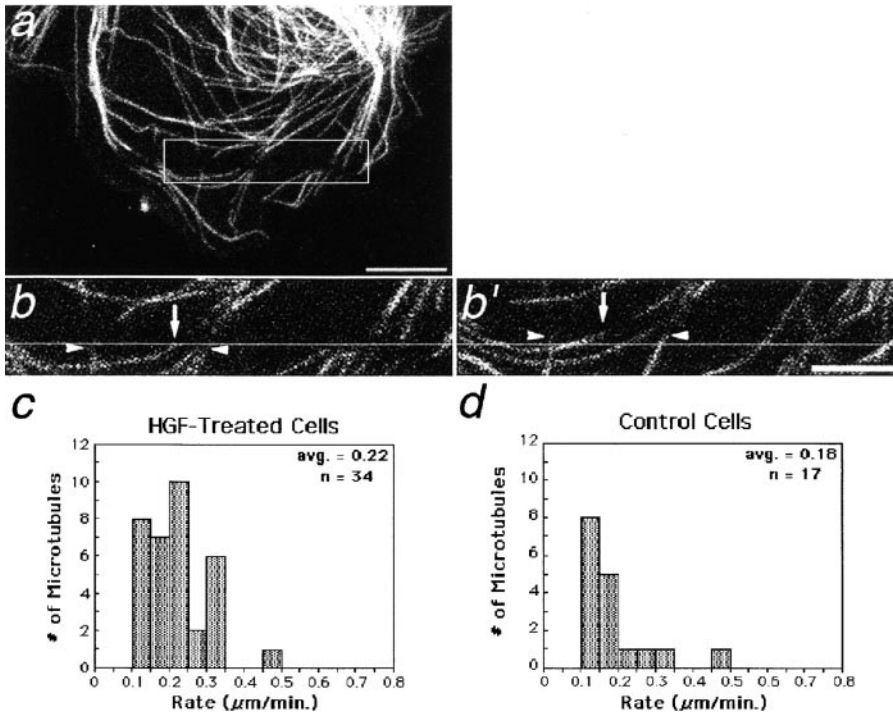 a
b
b'
c
HGF-Treated Cells
avg. = 0.22
n = 34
# of Microtubules
12
10
8
6
4
2
0
0 0.1 0.2 0.3 0.4 0.5 0.6 0.7 0.8
Rate (μm/min.)
d
Control Cells
avg. = 0.18
n = 17
# of Microtubules
12
10
8
6
4
2
0
0 0.1 0.2 0.3 0.4 0.5 0.6 0.7 0.8
Rate (μm/min.)